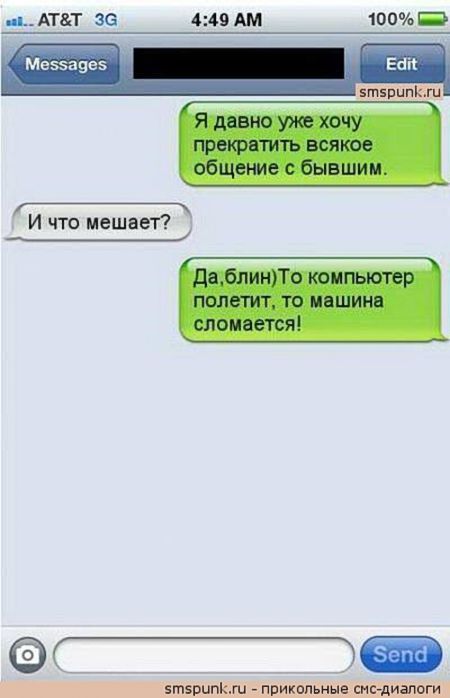 AT&T 3G 4:49 AM 100%
Messages Edit
smspunk.ru
Я давно уже хочу
прекратить всякое
общение с бывшим.
И что мешает?
Да,блин)То компьютер
полетит, то машина
сломается!
Send
smspunk.ru - прикольные смс-диалоги